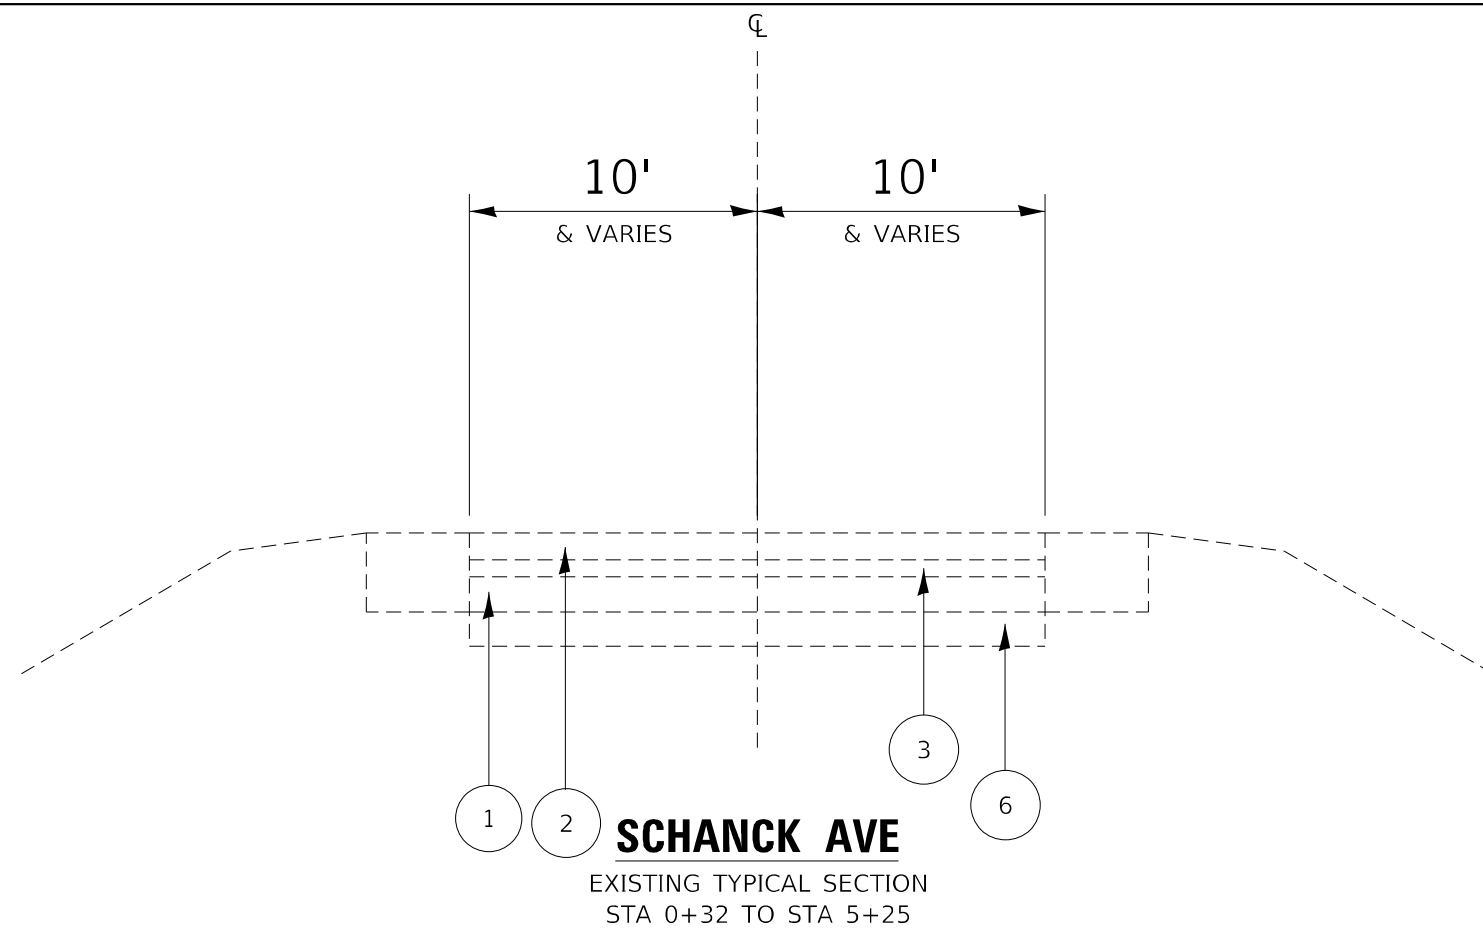 ℄
10' 10'
& VARIES & VARIES
3
6
1 2
SCHANCK AVE
EXISTING TYPICAL SECTION
STA 0+32 TO STA 5+25